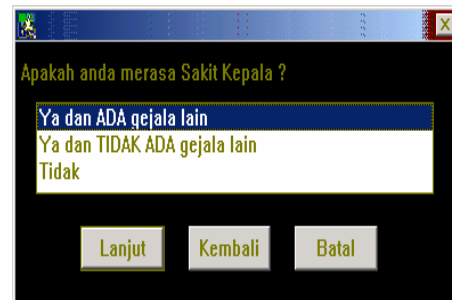 Apakah anda merasa Sakit Kepala ?
Ya dan ADA gejala lain
Ya dan TIDAK ADA gejala lain
Tidak
Lanjut Kembali Batal